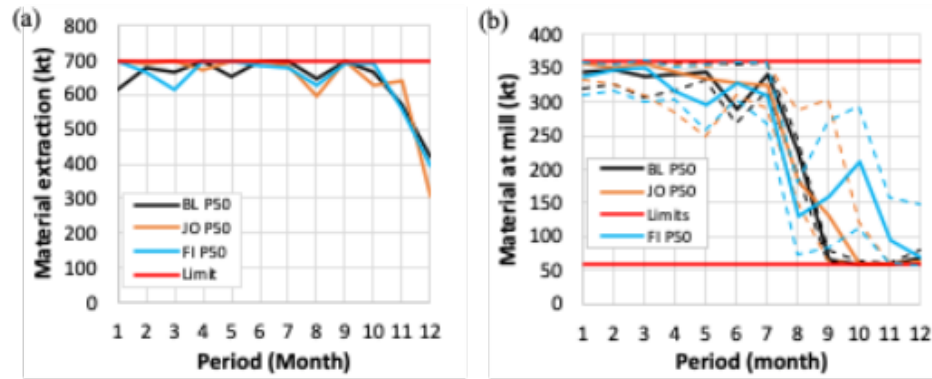 (a)
Material extraction (kt)
800
700
600
500
400
300
200
100
0
BL P50
JO P50
FI P50
Limit
1 2 3 4 5 6 7 8 9 10 11 12
Period (Month)
(b)
Material at mill (kt)
400
350
300
250
200
150
100
50
0
BL P50
JO P50
Limits
FI P50
1 2 3 4 5 6 7 8 9 10 11 12
Period (month)